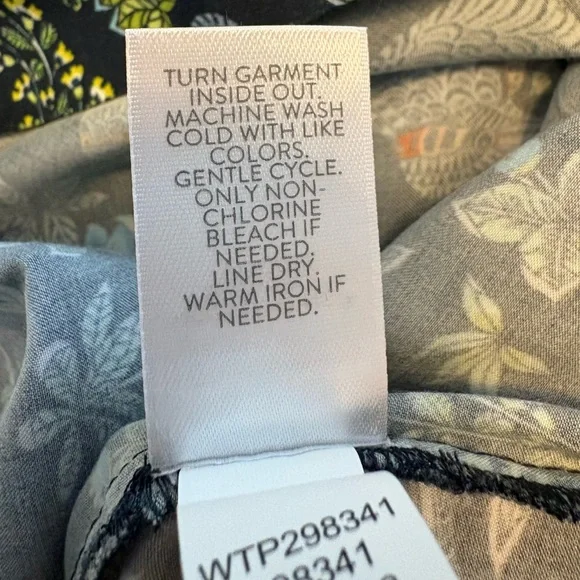 TURN GARMENT
INSIDE OUT.
MACHINE WASH
COLD WITH LIKE
COLORS.
GENTLE CYCLE.
ONLY NON-
CHLORINE
BLEACH IF
NEEDED.
LINE DRY.
WARM IRON IF
NEEDED.
WTP298341
98341